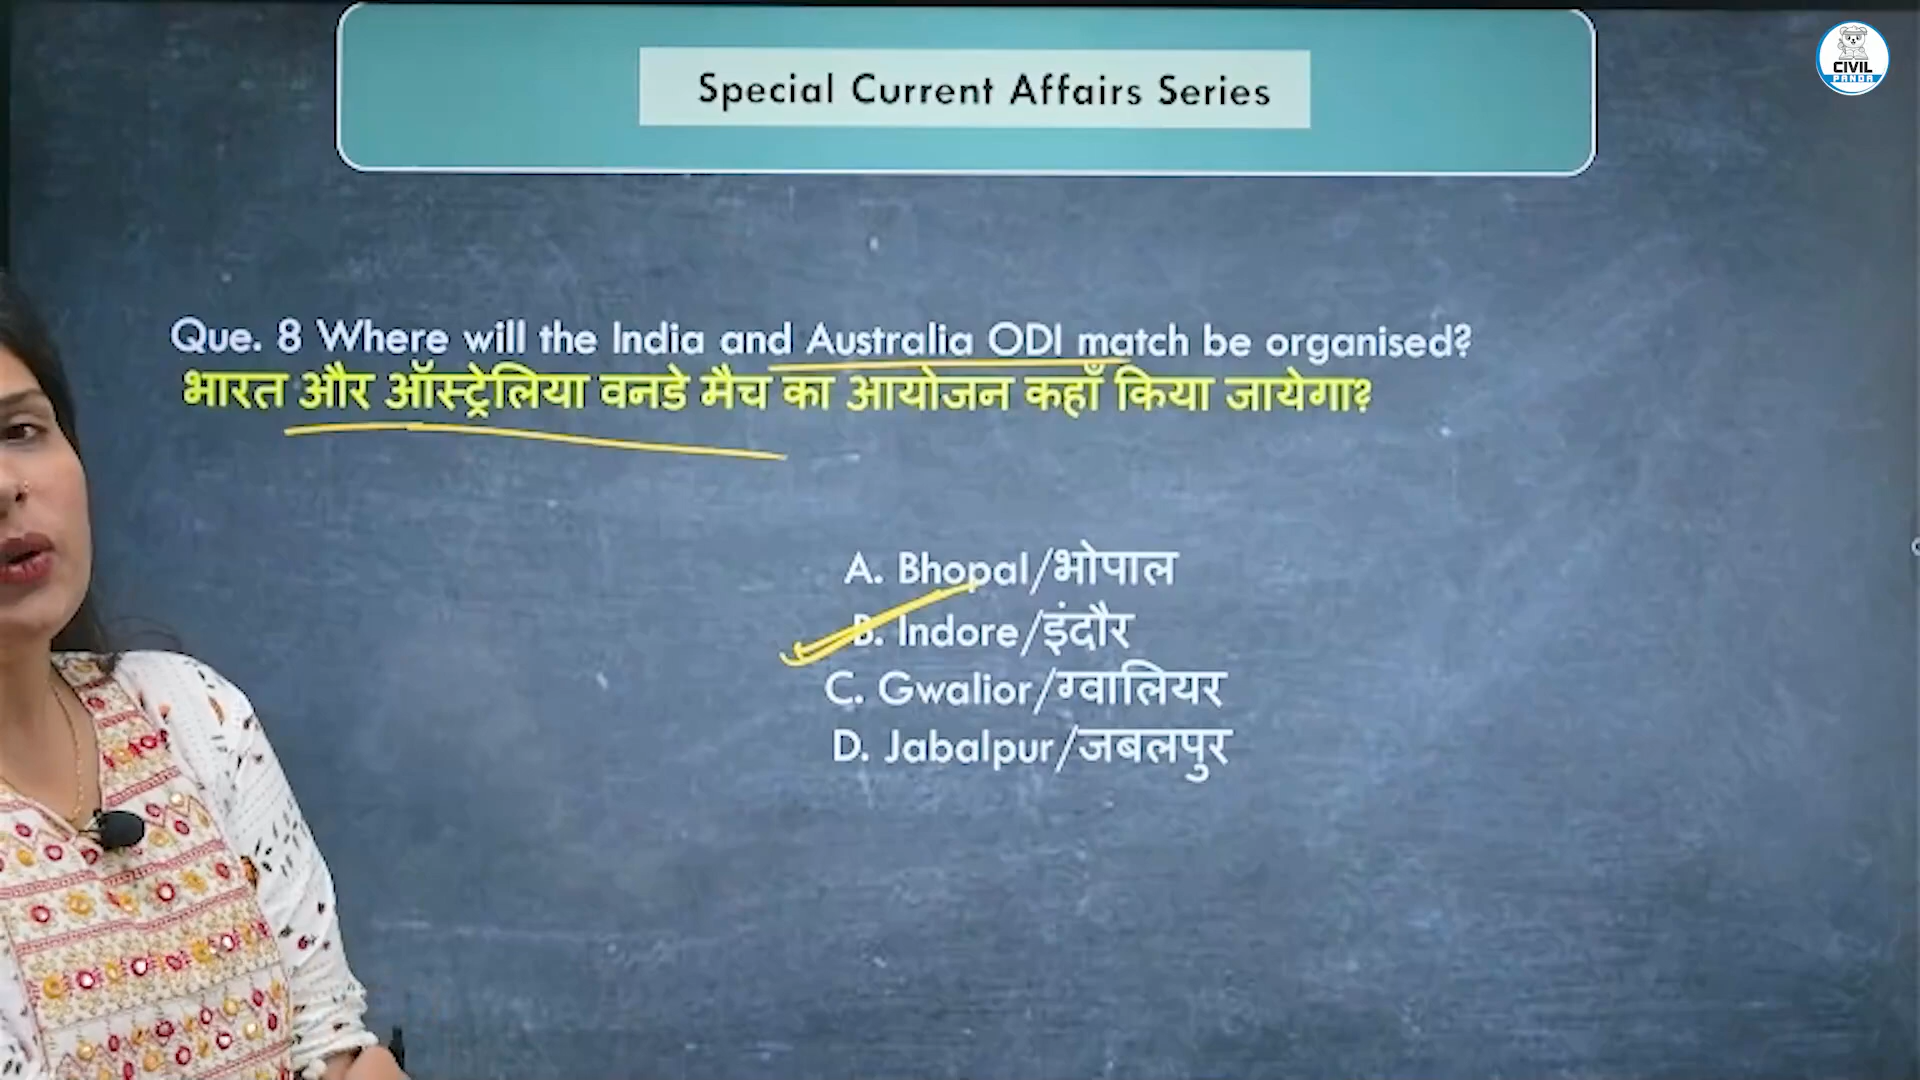 Special Current Affairs Series
CIVIL
PANDA
Que. 8 Where will the India and Australia ODI match be organised?
भारत और ऑस्ट्रेलिया वनडे मैच का आयोजन कहाँ किया जायेगा?
A. Bhopal/भोपाल
B. Indore/इंदौर
C. Gwalior/ग्वालियर
D. Jabalpur/जबलपुर